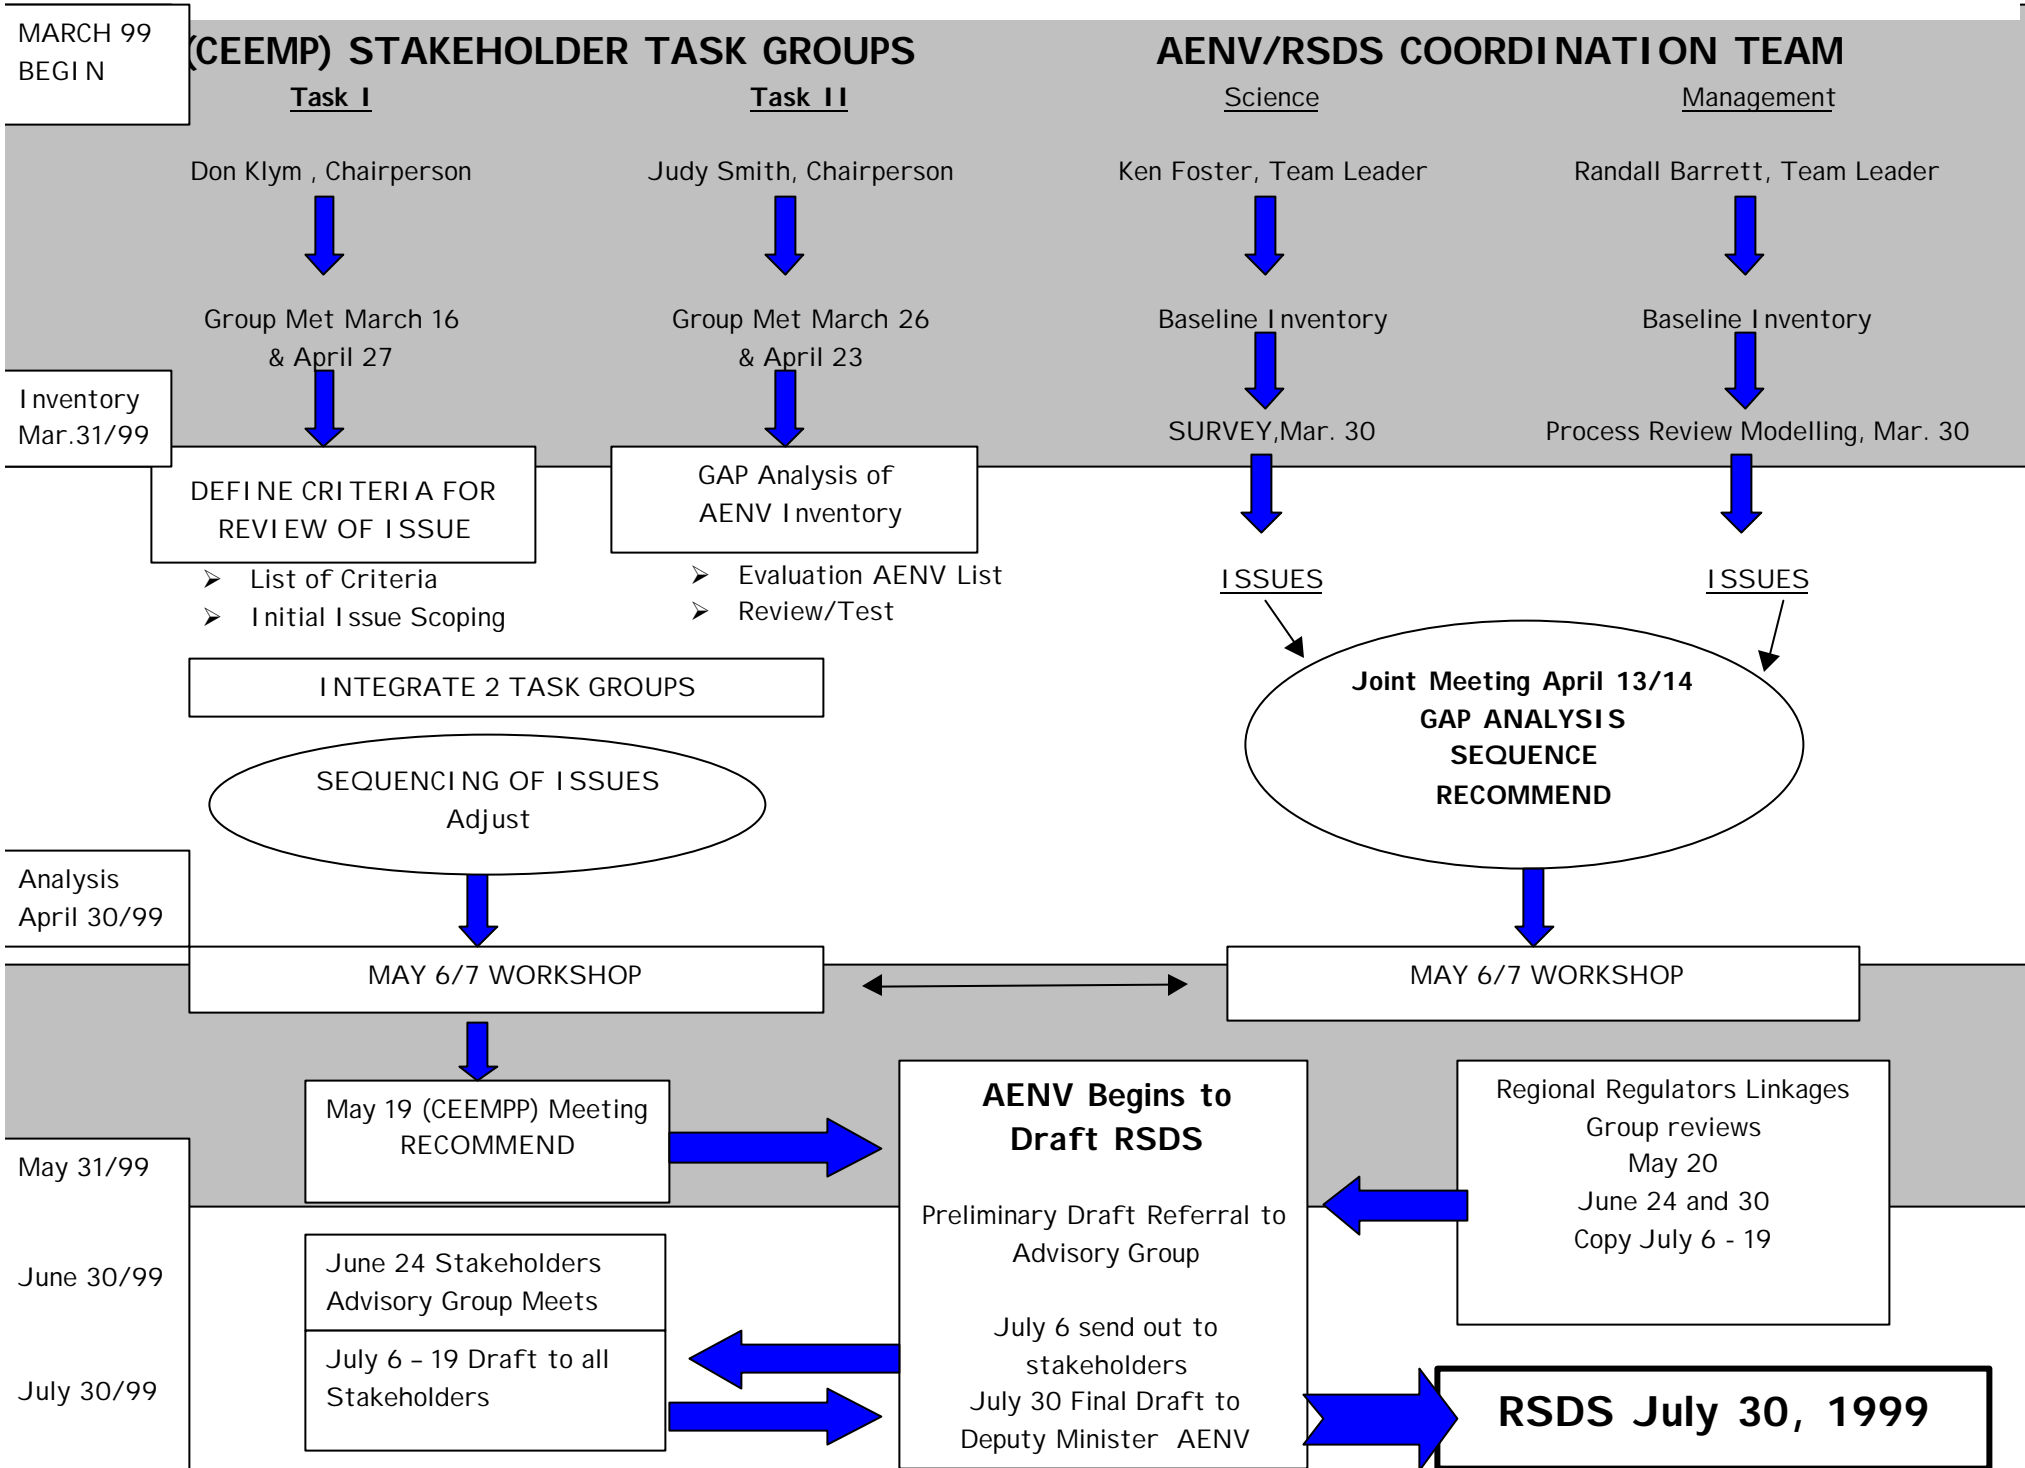 MARCH 99
BEGIN
(CEEMP) STAKEHOLDER TASK GROUPS
AENV/RSDS COORDINATION TEAM
Task I
Task II
Science
Management
Don Klym , Chairperson
Judy Smith, Chairperson
Ken Foster, Team Leader
Randall Barrett, Team Leader
Group Met March 16
& April 27
Group Met March 26
& April 23
Baseline Inventory
Baseline Inventory
Inventory
Mar.31/99
SURVEY,Mar. 30
Process Review Modelling, Mar. 30
DEFINE CRITERIA FOR
REVIEW OF ISSUE
GAP Analysis of
AENV Inventory
➢ List of Criteria
➢ Initial Issue Scoping
➢ Evaluation AENV List
➢ Review/Test
ISSUES
ISSUES
INTEGRATE 2 TASK GROUPS
Joint Meeting April 13/14
GAP ANALYSIS
SEQUENCE
RECOMMEND
SEQUENCING OF ISSUES
Adjust
Analysis
April 30/99
MAY 6/7 WORKSHOP
MAY 6/7 WORKSHOP
May 19 (CEEMPP) Meeting
RECOMMEND
AENV Begins to
Draft RSDS
Preliminary Draft Referral to
Advisory Group
July 6 send out to
stakeholders
July 30 Final Draft to
Deputy Minister AENV
Regional Regulators Linkages
Group reviews
May 20
June 24 and 30
Copy July 6 - 19
May 31/99
June 30/99
July 30/99
June 24 Stakeholders
Advisory Group Meets
July 6 – 19 Draft to all
Stakeholders
RSDS July 30, 1999